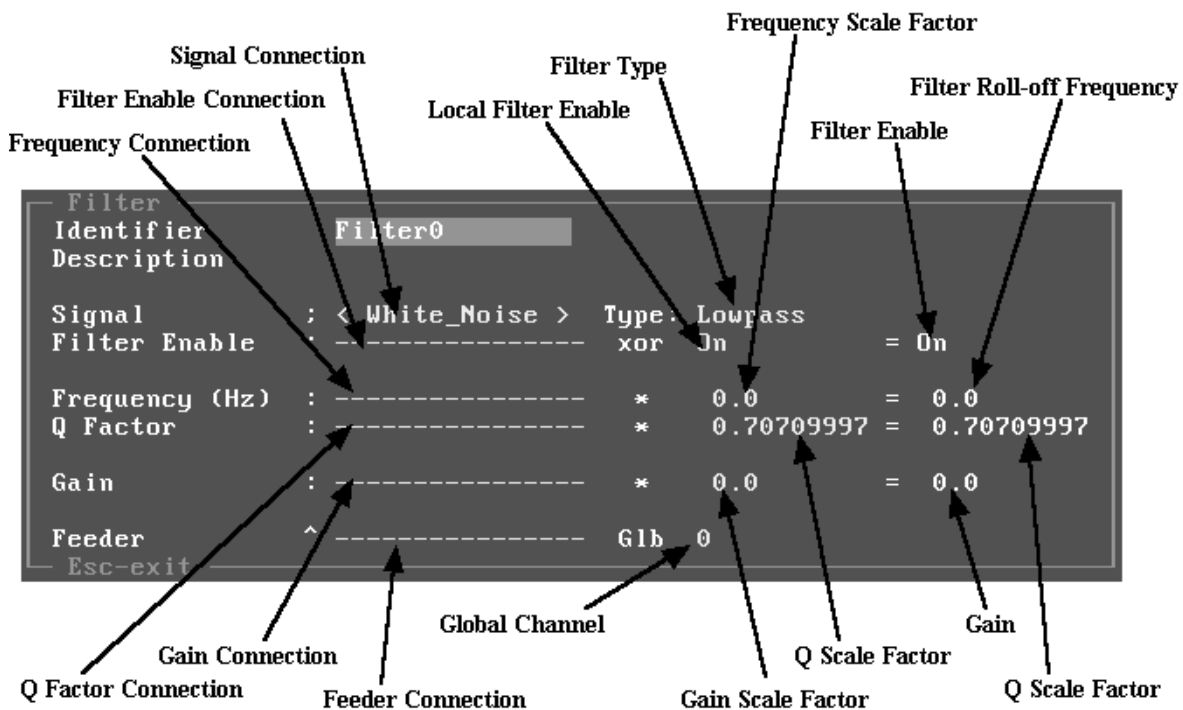 Frequency Scale Factor
Signal Connection
Filter Type
Filter Roll-off Frequency
Filter Enable Connection
Local Filter Enable
Filter Enable
Frequency Connection
Filter
Identifier Filter0
Description
Signal : < White_Noise > Type: Lowpass
Filter Enable : ---------------- xor On = On
Frequency (Hz) : ---------------- * 0.0 = 0.0
Q Factor : ---------------- * 0.70709997 = 0.70709997
Gain : ---------------- * 0.0 = 0.0
Feeder ^ ---------------- Glb 0
Esc-exit
Global Channel
Gain
Gain Connection
Q Scale Factor
Q Factor Connection
Feeder Connection
Gain Scale Factor
Q Scale Factor